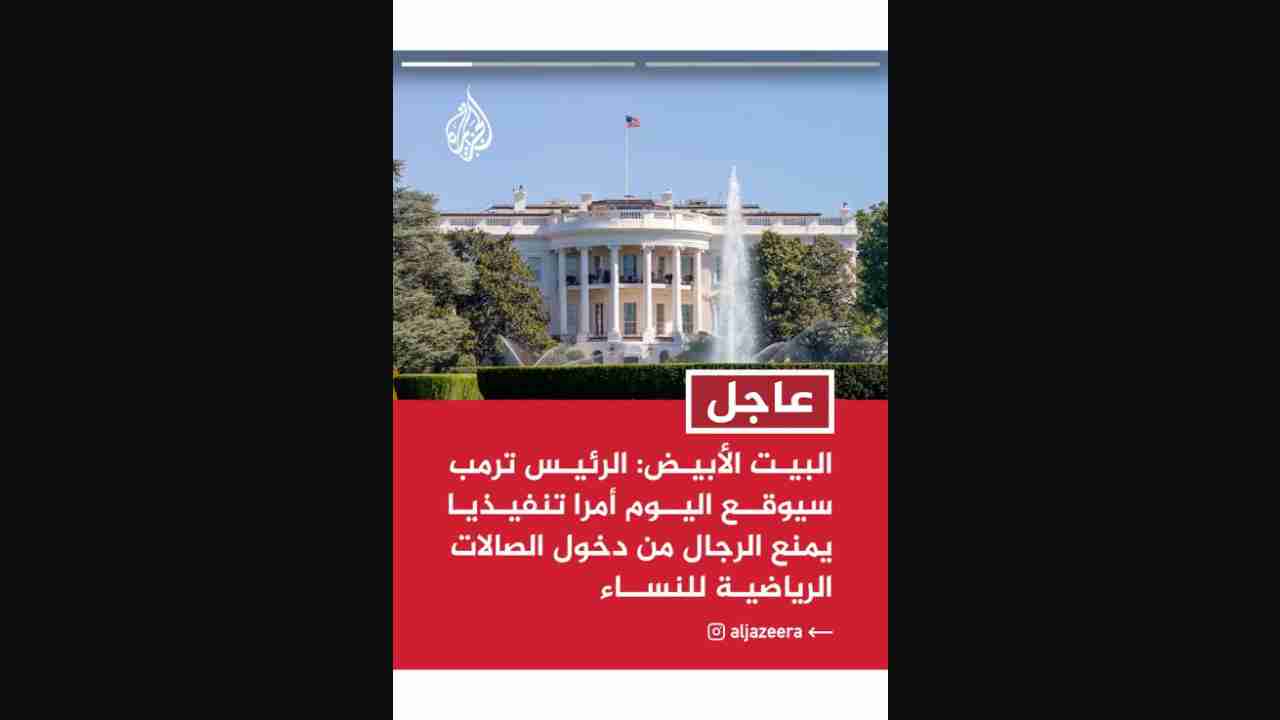 الجزيرة
عاجل
البيت الأبيض: الرئيس ترمب
سيوقع اليوم أمرا تنفيذيا
يمنع الرجال من دخول الصالات
الرياضية للنساء
aljazeera